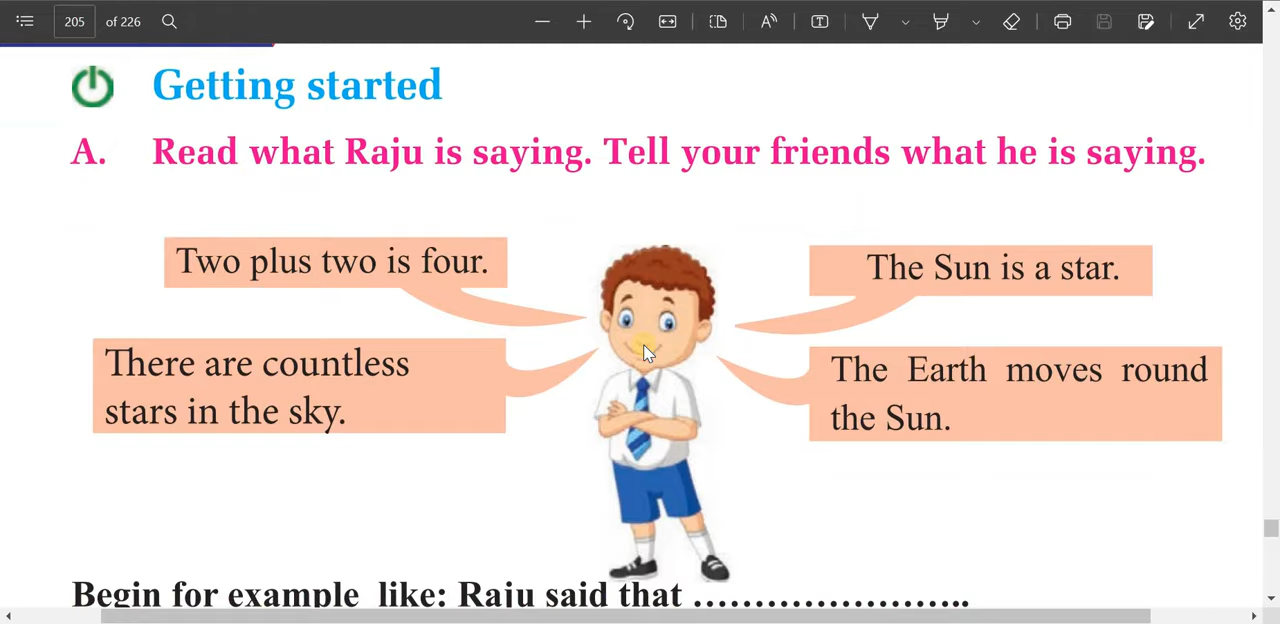 205 of 226
Getting started
A. Read what Raju is saying. Tell your friends what he is saying.
Two plus two is four.
The Sun is a star.
There are countless
stars in the sky.
The Earth moves round
the Sun.
Begin for example like: Raju said that ........................